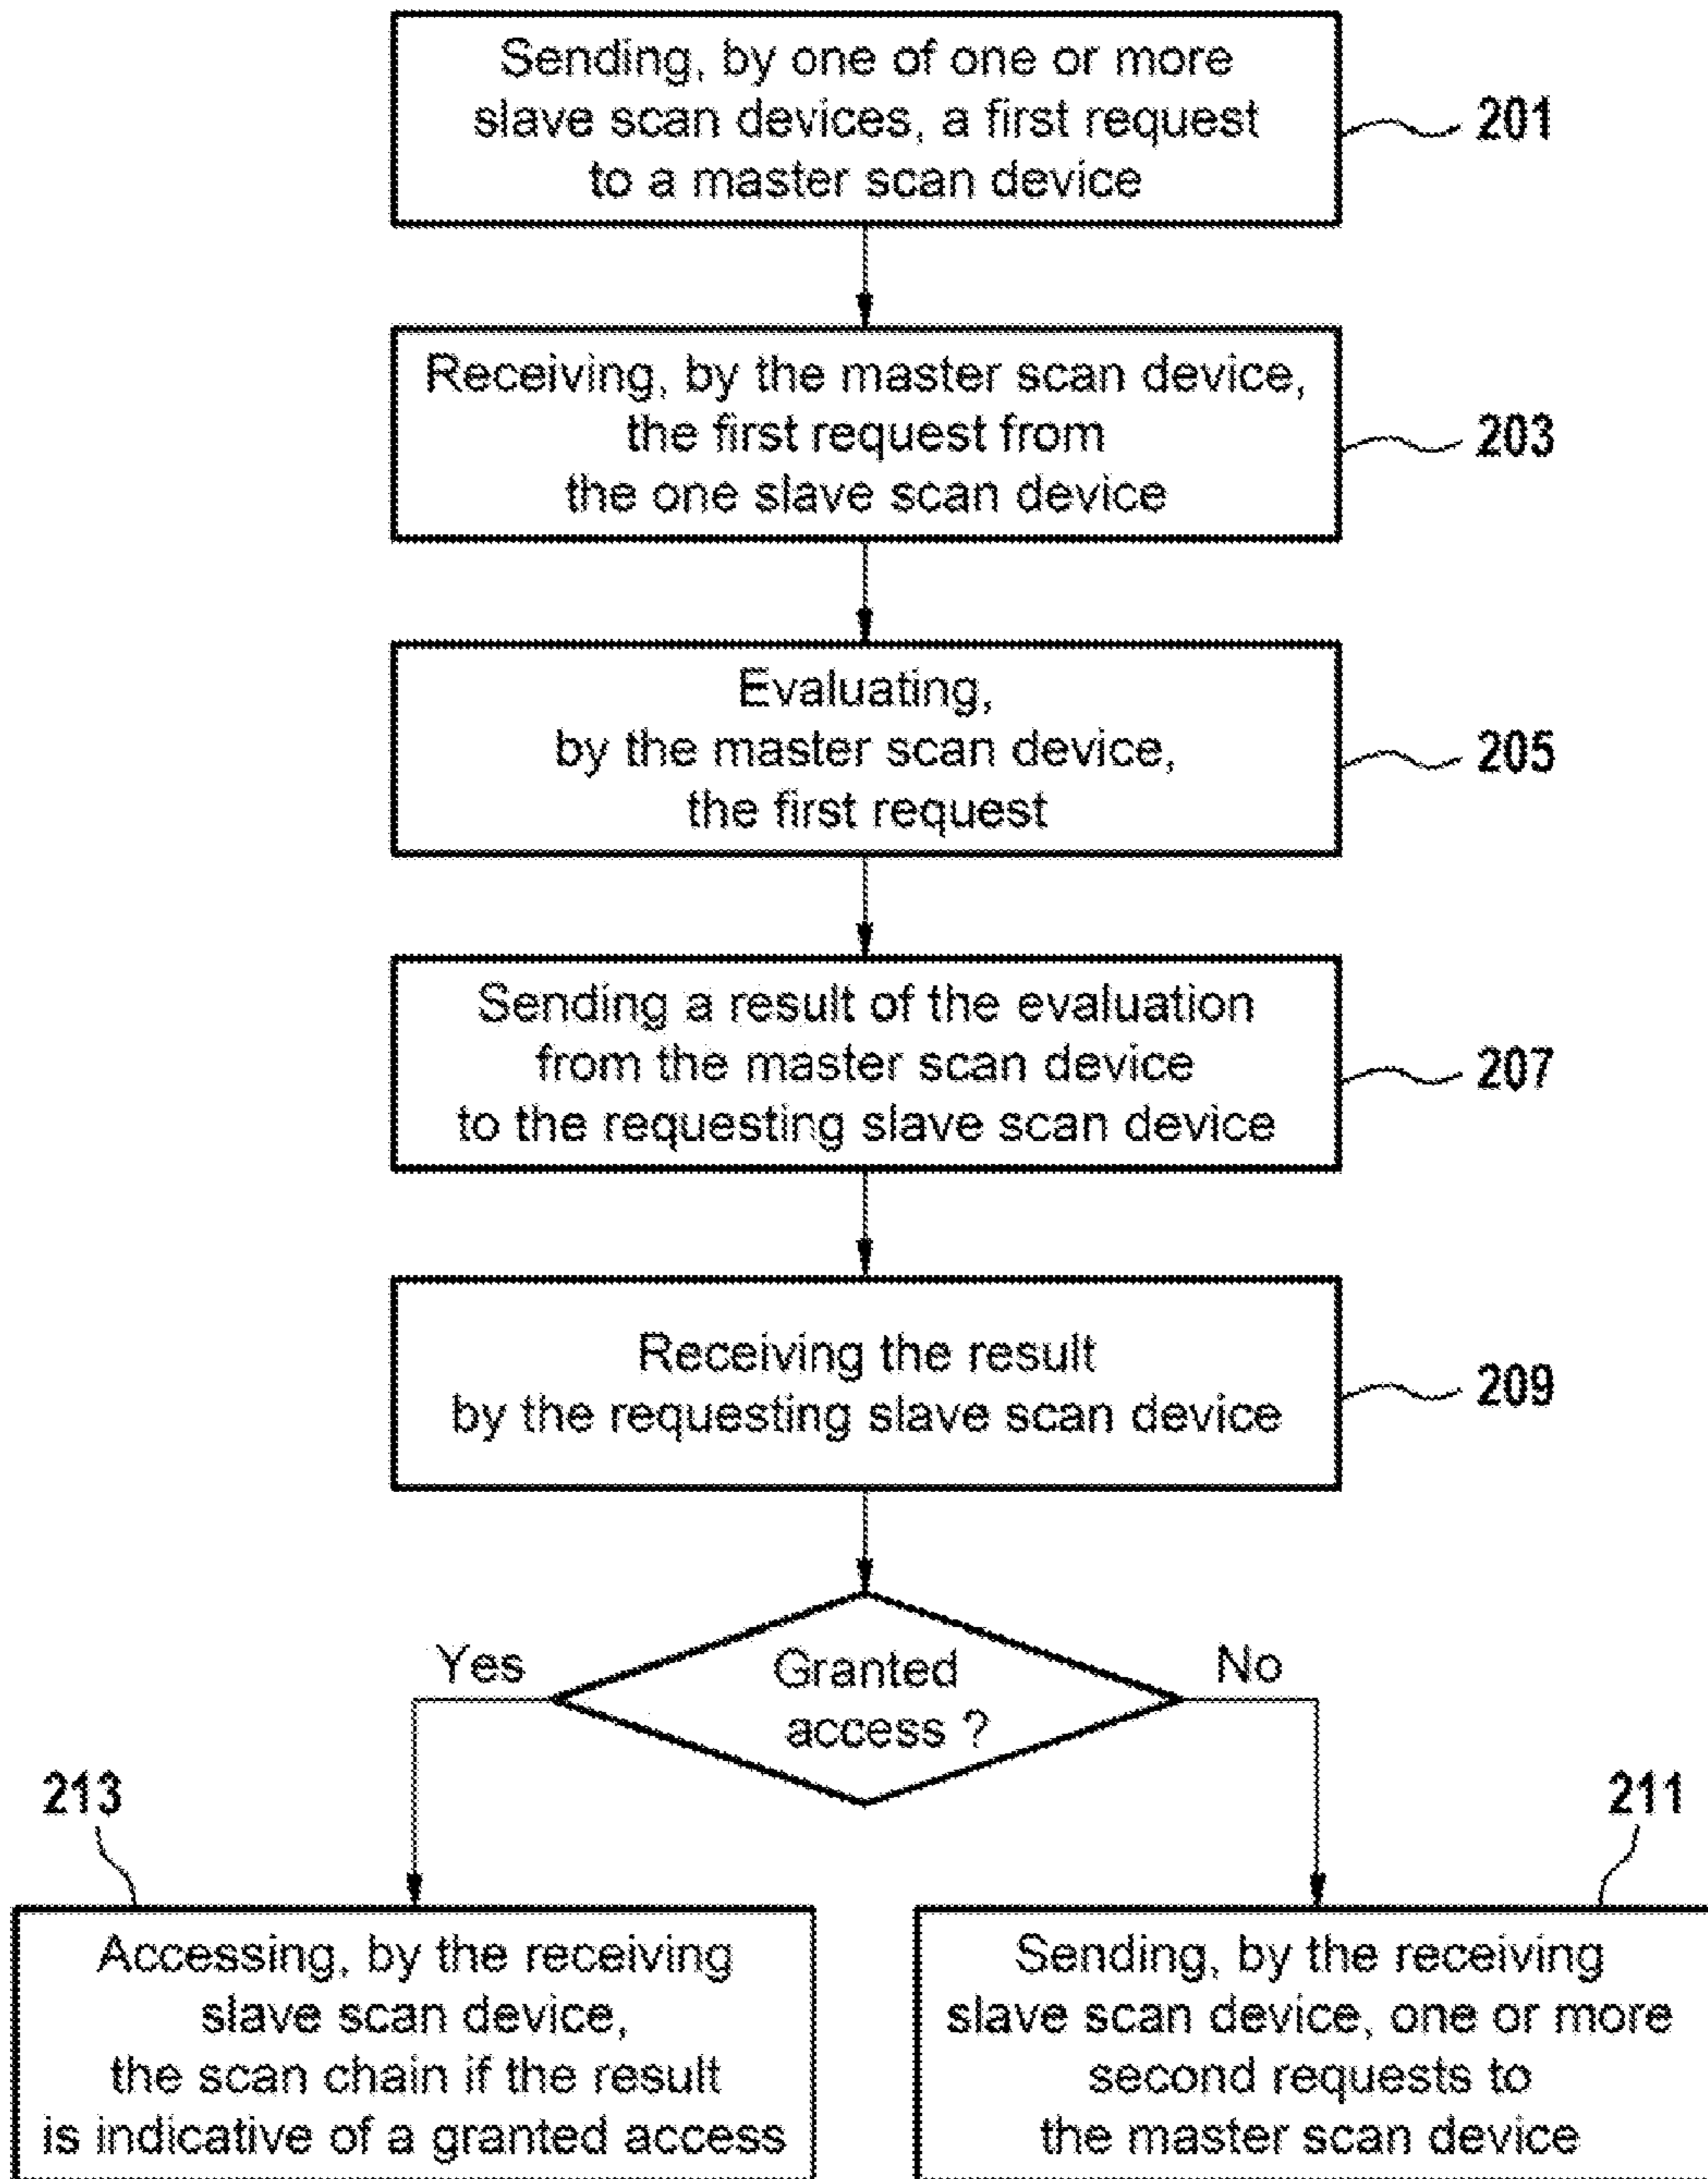 Sending, by one of one or more
slave scan devices, a first request
to a master scan device
201
Receiving, by the master scan device,
the first request from
the one slave scan device
203
Evaluating,
by the master scan device,
the first request
205
Sending a result of the evaluation
from the master scan device
to the requesting slave scan device
207
Receiving the result
by the requesting slave scan device
209
Granted
access ?
Yes
No
213
Accessing, by the receiving
slave scan device,
the scan chain if the result
is indicative of a granted access
211
Sending, by the receiving
slave scan device, one or more
second requests to
the master scan device